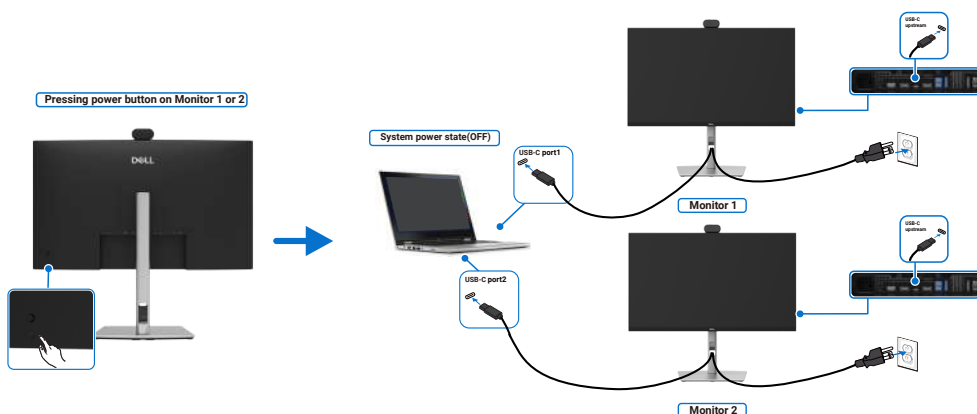 Pressing power button on Monitor 1 or 2
DELL
System power state(OFF)
USB-C port1
USB-C
upstream
Monitor 1
USB-C port2
USB-C
upstream
Monitor 2